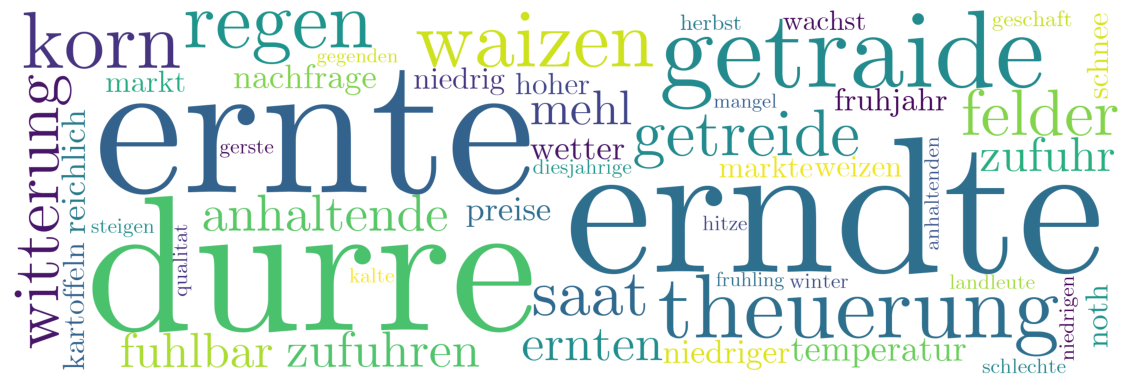 korn
regen
waizen
getraide
herbst
wachst
geschaft
schnee
gegenden
markt
nachfrage
niedrig
hoher
mehl
mangel
fruhjahr
felder
witterung
ernte
gerste
wetter
diesjahrige
getreide
markte
weizen
zufuhr
kartoffeln
reichlich
steigen
anhaltende
preise
erndte
hitze
anhaltenden
durre
qualitat
kalte
saat
theuerung
fruhling
winter
landleute
niedrigen
noth
fuhlbar
zufuhren
ernten
niedriger
temperatur
schlechte